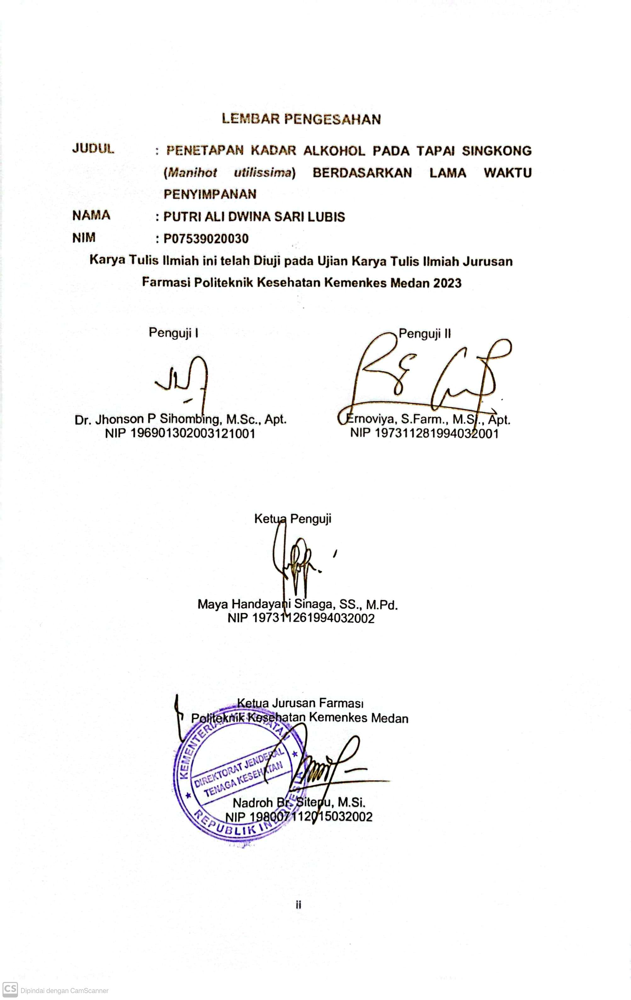 LEMBAR PENGESAHAN
JUDUL : PENETAPAN KADAR ALKOHOL PADA TAPAI SINGKONG
(Manihot utilissima) BERDASARKAN LAMA WAKTU
PENYIMPANAN
NAMA : PUTRI ALI DWINA SARI LUBIS
NIM : P07539020030
Karya Tulis Ilmiah ini telah Diuji pada Ujian Karya Tulis Ilmiah Jurusan
Farmasi Politeknik Kesehatan Kemenkes Medan 2023
Penguji I
Dr. Jhonson P Sihombing, M.Sc., Apt.
NIP 196901302003121001
Penguji II
Ernoviya, S.Farm., M.Si., Apt.
NIP 197311281994032001
Ketua Penguji
Maya Handayani Sinaga, SS., M.Pd.
NIP 197311261994032002
Ketua Jurusan Farmasi
Politeknik Kesehatan Kemenkes Medan
KEMENTERIAN KESEHATAN
DIREKTORAT JENDERAL
TENAGA KESEHATAN
REPUBLIK INDONESIA
Nadroh Br. Sitepu, M.Si.
NIP 198007112015032002
ii
CS Dipindai dengan CamScanner